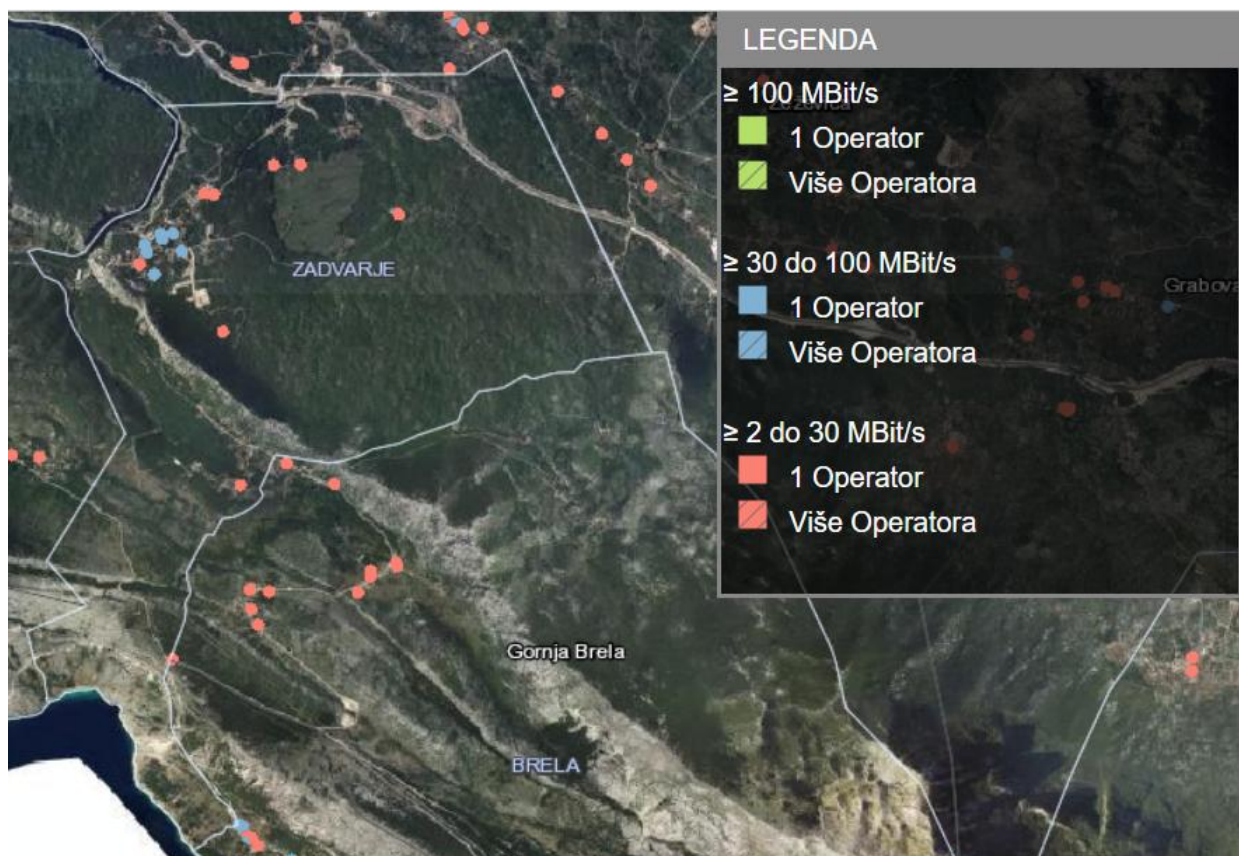 LEGENDA
≥ 100 MBit/s
1 Operator
Više Operatora
≥ 30 do 100 MBit/s
1 Operator
Više Operatora
≥ 2 do 30 MBit/s
1 Operator
Više Operatora
Grabova
ZADVARJE
Gornja Brela
BRELA